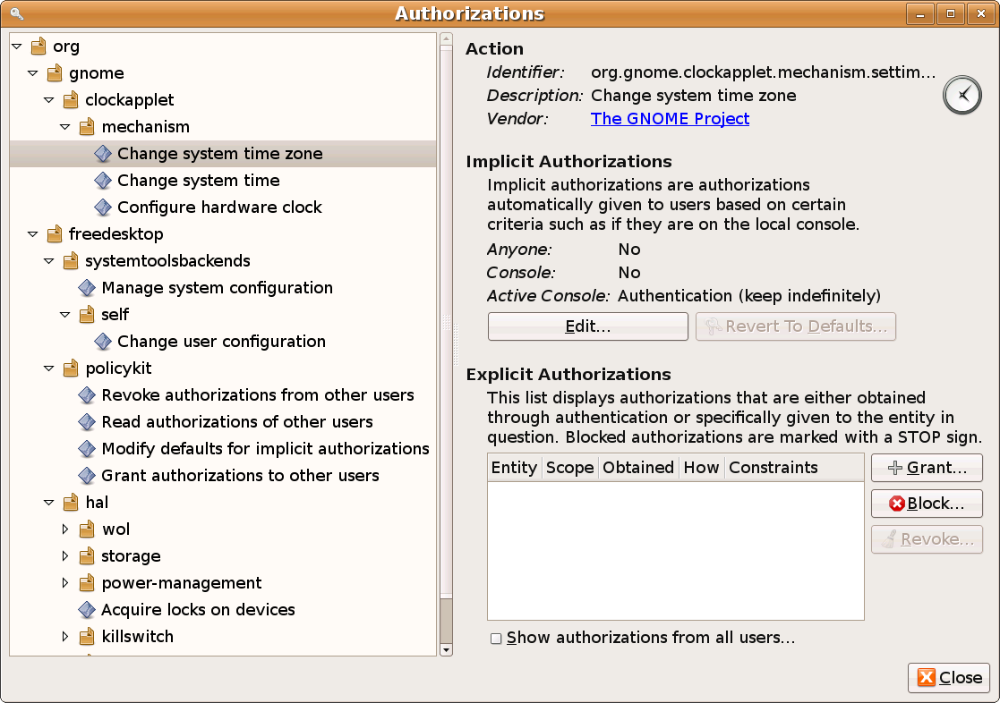 Authorizations
org
gnome
clockapplet
mechanism
Change system time zone
Change system time
Configure hardware clock
freedesktop
systemtoolsbackends
Manage system configuration
self
Change user configuration
policykit
Revoke authorizations from other users
Read authorizations of other users
Modify defaults for implicit authorizations
Grant authorizations to other users
hal
wol
storage
power-management
Acquire locks on devices
killswitch
Action
Identifier: org.gnome.clockapplet.mechanism.settim...
Description: Change system time zone
Vendor: The GNOME Project
Implicit Authorizations
Implicit authorizations are authorizations
automatically given to users based on certain
criteria such as if they are on the local console.
Anyone: No
Console: No
Active Console: Authentication (keep indefinitely)
Edit... Revert To Defaults...
Explicit Authorizations
This list displays authorizations that are either obtained
through authentication or specifically given to the entity in
question. Blocked authorizations are marked with a STOP sign.
Entity Scope Obtained How Constraints
Grant...
Block...
Revoke...
Show authorizations from all users...
Close